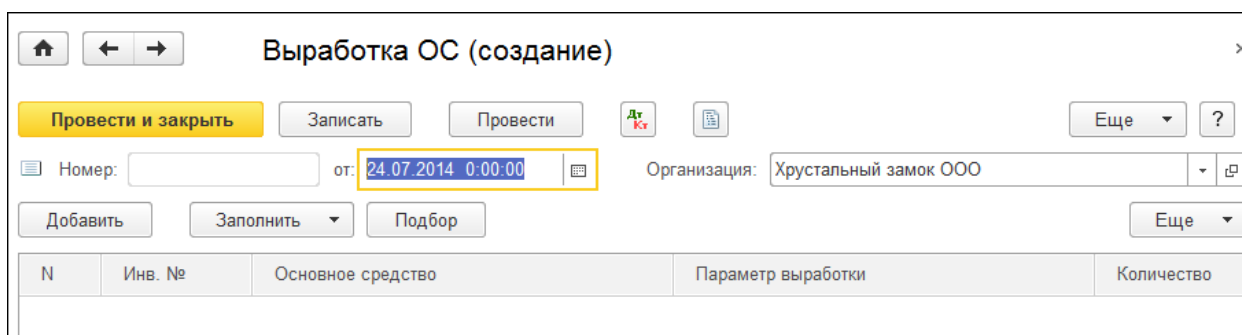 Выработка ОС (создание)
Провести и закрыть Записать Провести Дт Кт Еще ?
Номер: от: 24.07.2014 0:00:00 Организация: Хрустальный замок ООО
Добавить Заполнить Подбор Еще
N Инв. № Основное средство Параметр выработки Количество